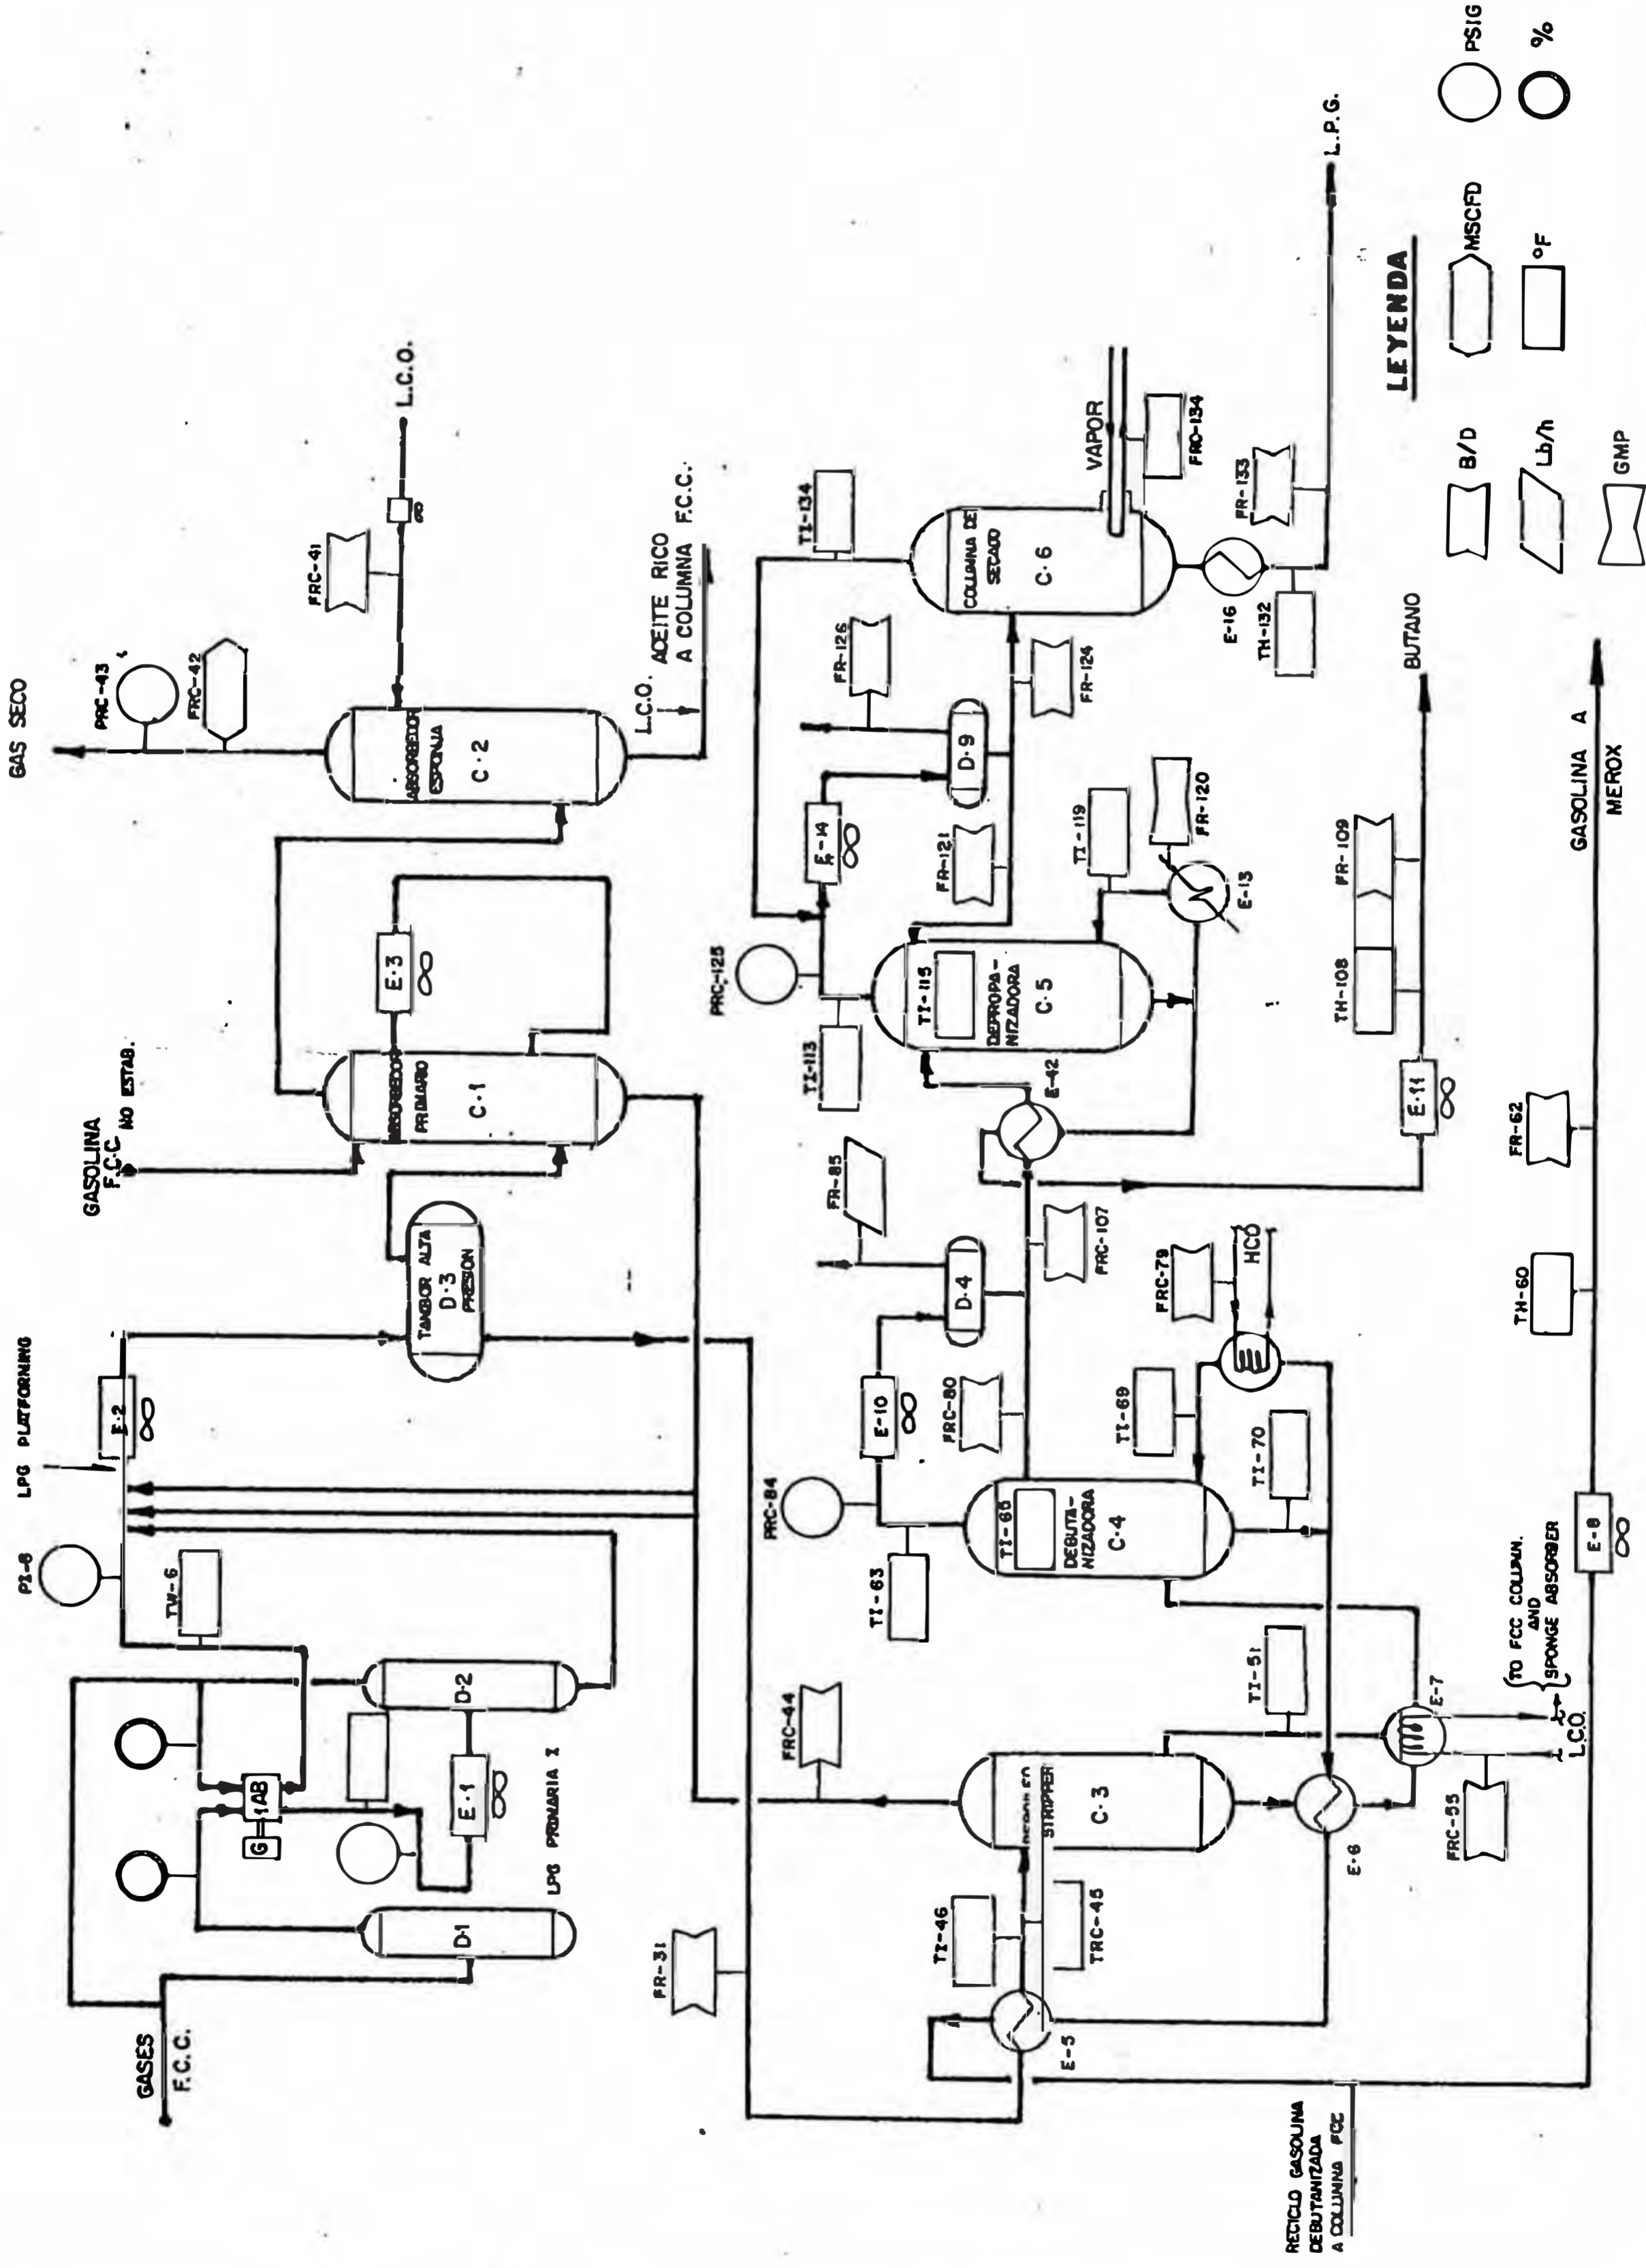 GASES
F.C.C.
D-1
G
1AB
E-1
D-2
LPG PRIMARIA I
TW-6
PI-8
LPG PLATFORMING
E-2
TAMBOR ALTA
D-3
PRESION
GASOLINA
F.C.C. NO ESTAB.
ABSORBEDOR
PRIMARIO
C-1
E-3
GAS SECO
PRC-43
FRC-42
ABSORBEDOR
ESPONJA
C-2
FRC-41
L.C.O.
L.C.O.
ACEITE RICO
A COLUMNA F.C.C.
FR-31
FRC-44
TI-46
TRC-45
E-5
STRIPPER
C-3
TI-51
E-6
E-7
FRC-55
L.C.O.
TO FCC COLUMN.
AND
SPONGE ABSORBER
RECICLO GASOLINA
DEBUTANIZADA
A COLUMNA FCC
TI-63
PRC-84
TI-65
DEBUTA-
NIZADORA
C-4
E-10
FRC-80
D-4
FR-85
TI-69
TI-70
FRC-79
HCO
FRC-107
E-42
TI-113
PRC-125
TI-115
DEPROPA-
NIZADORA
C-5
E-14
FR-121
D-9
FR-126
TI-119
FR-120
E-13
FR-124
TI-134
COLUMNA DE
SECADO
C-6
VAPOR
FRC-134
E-16
TH-132
FR-133
L.P.G.
E-11
TH-108
FR-109
BUTANO
E-8
TH-60
FR-62
GASOLINA A
MEROX
LEYENDA
B/D
MSCFD
PSIG
Lb/h
°F
%
GMP